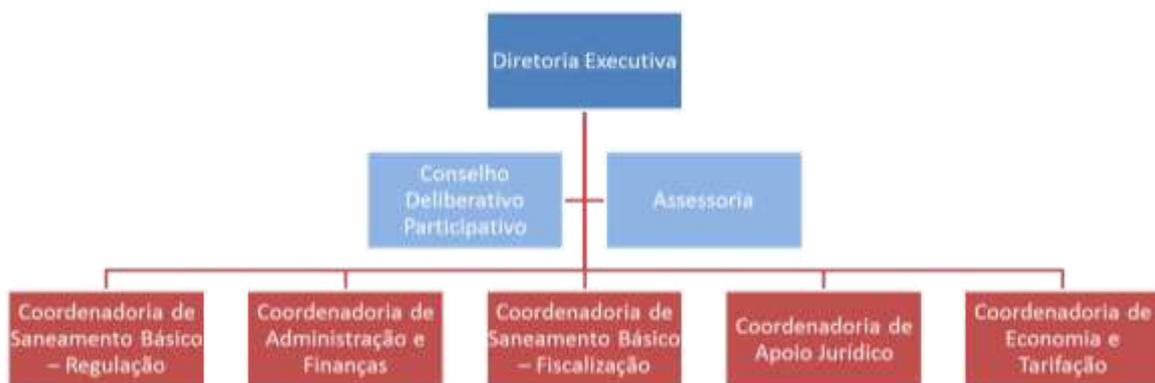 Diretoria Executiva
Conselho
Deliberativo
Participativo
Assessoria
Coordenadoria de
Saneamento Básico
– Regulação
Coordenadoria de
Administração e
Finanças
Coordenadoria de
Saneamento Básico
– Fiscalização
Coordenadoria de
Apoio Jurídico
Coordenadoria de
Economia e
Tarifação